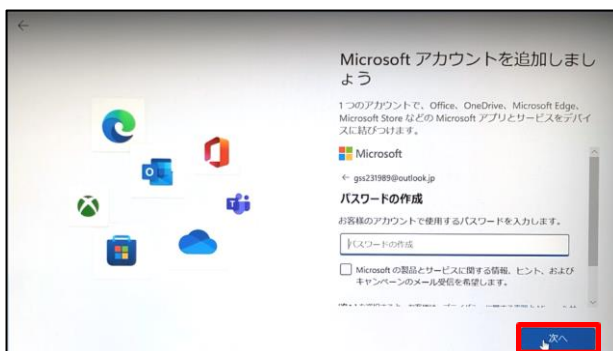 ←
Microsoft アカウントを追加しまし
ょう
1 つのアカウントで、Office、OneDrive、Microsoft Edge、
Microsoft Store などの Microsoft アプリとサービスをデバイ
スに結びつけます。
Microsoft
← gss231989@outlook.jp
パスワードの作成
お客様のアカウントで使用するパスワードを入力します。
パスワードの作成
Microsoft の製品とサービスに関する情報、ヒント、および
キャンペーンのメール受信を希望します。
次へ